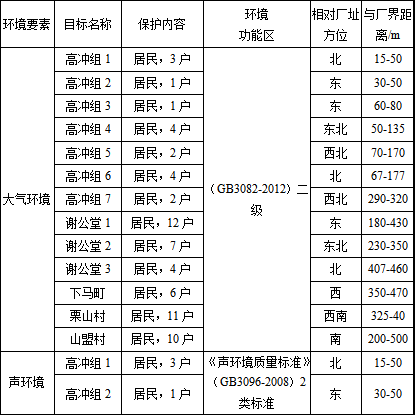 环境要素 目标名称 保护内容 环境功能区 相对厂址方位 与厂界距离/m
大气环境 高冲组 1 居民，3 户 （GB3082-2012）二级 北 15-50
高冲组 2 居民，1 户 东 30-50
高冲组 3 居民，1 户 东 60-80
高冲组 4 居民，4 户 东北 50-135
高冲组 5 居民，2 户 西北 70-170
高冲组 6 居民，4 户 北 67-177
高冲组 7 居民，2 户 西北 290-320
谢公堂 1 居民，12 户 东 180-430
谢公堂 2 居民，7 户 东北 230-350
谢公堂 3 居民，4 户 北 407-460
下马町 居民，6 户 西 350-470
栗山村 居民，11 户 西南 325-40
山盟村 居民，10 户 南 200-500
声环境 高冲组 1 居民，3 户 《声环境质量标准》（GB3096-2008）2类标准 北 15-50
高冲组 2 居民，1 户 东 30-50